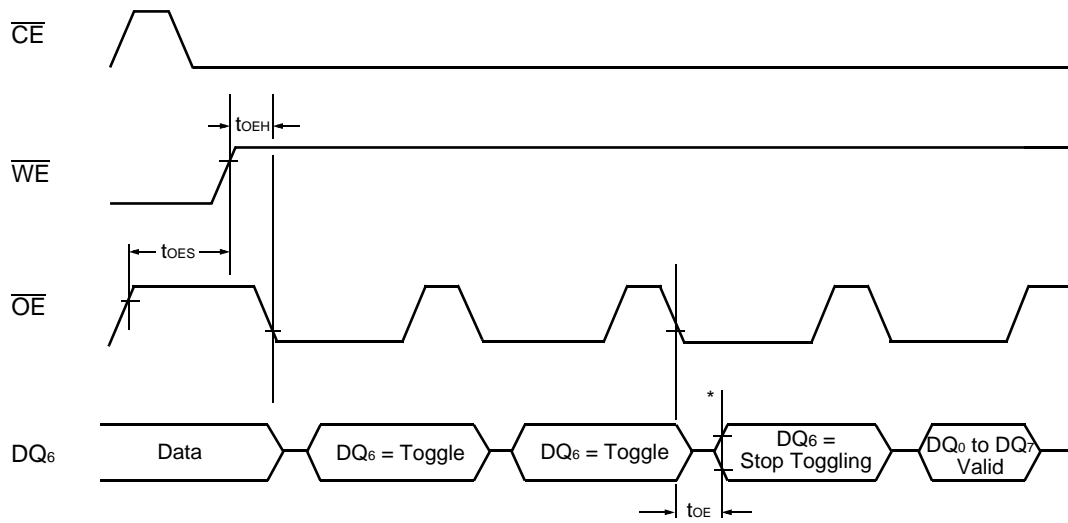 CE
tOEH
WE
tOES
OE
*
DQ6
Data
DQ6 = Toggle
DQ6 = Toggle
DQ6 =
Stop Toggling
DQ0 to DQ7
Valid
tOE